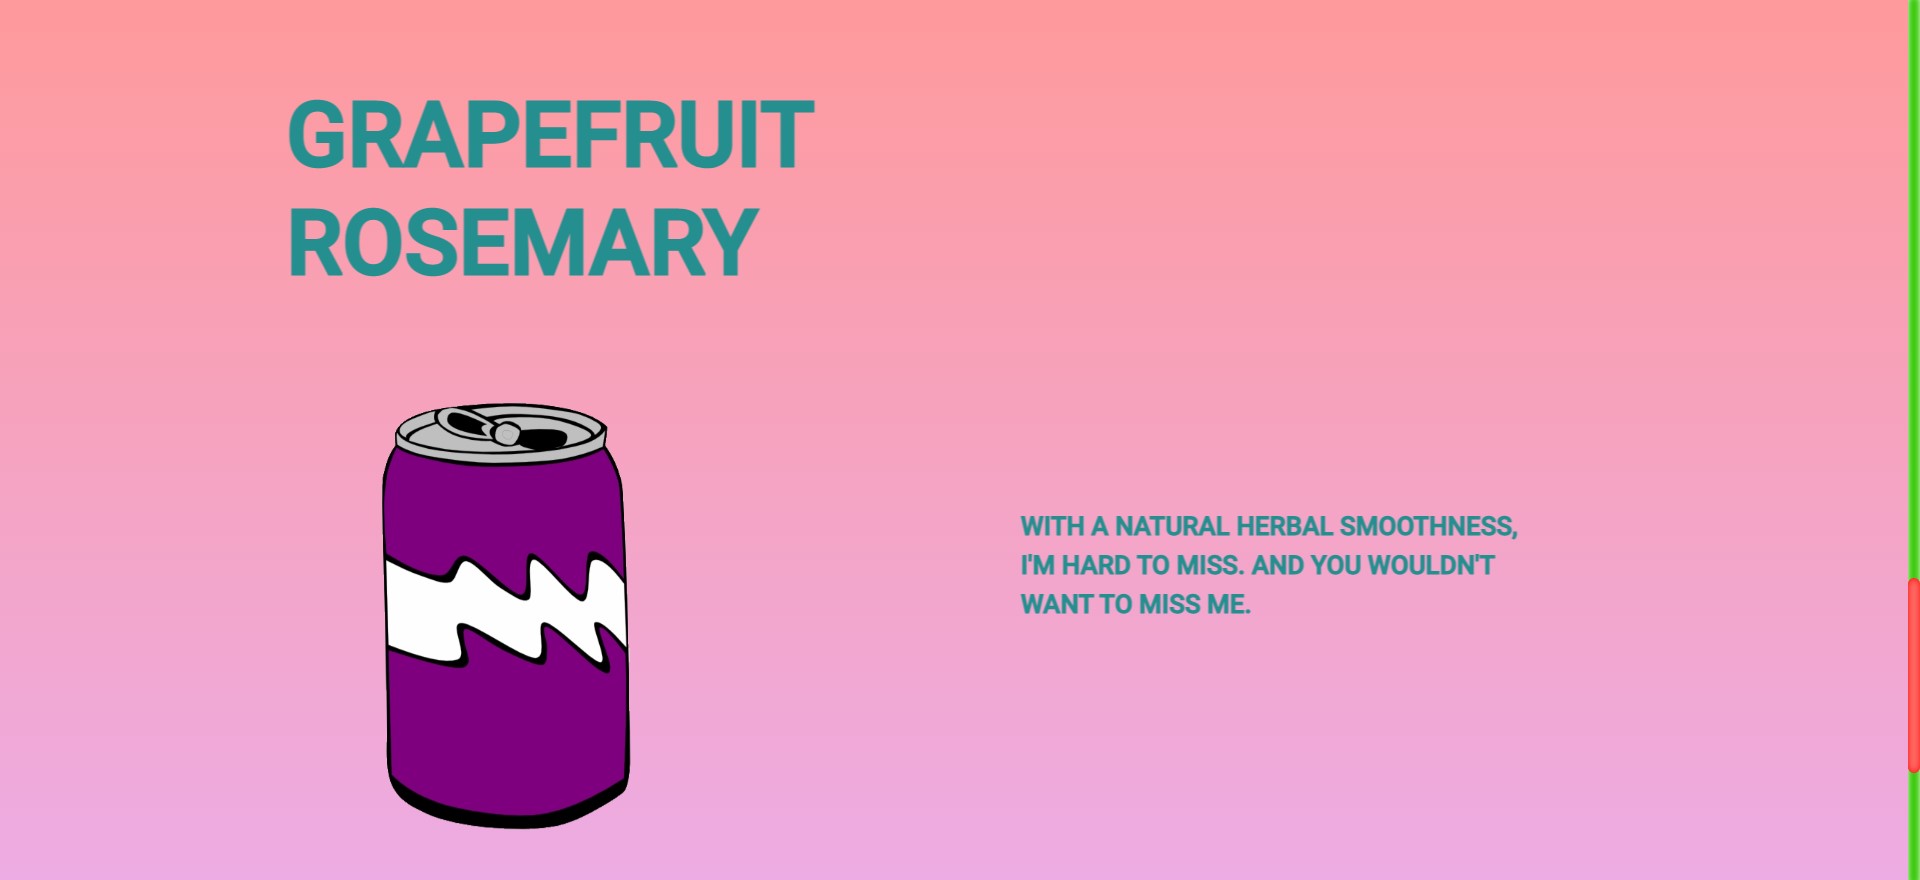 GRAPEFRUIT
ROSEMARY
WITH A NATURAL HERBAL SMOOTHNESS,
I'M HARD TO MISS. AND YOU WOULDN'T
WANT TO MISS ME.